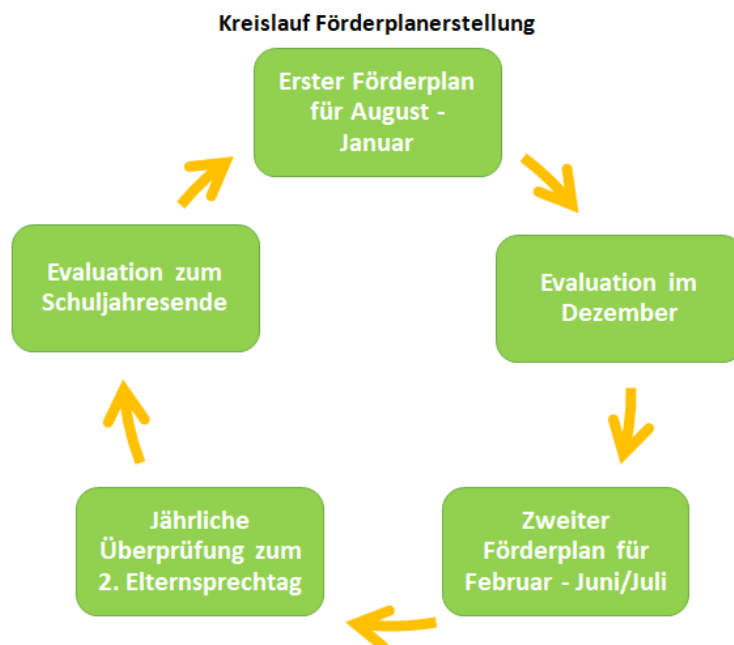 Kreislauf Förderplanerstellung
Erster Förderplan
für August -
Januar
Evaluation im
Dezember
Zweiter
Förderplan für
Februar - Juni/Juli
Jährliche
Überprüfung zum
2. Elternsprechtag
Evaluation zum
Schuljahresende